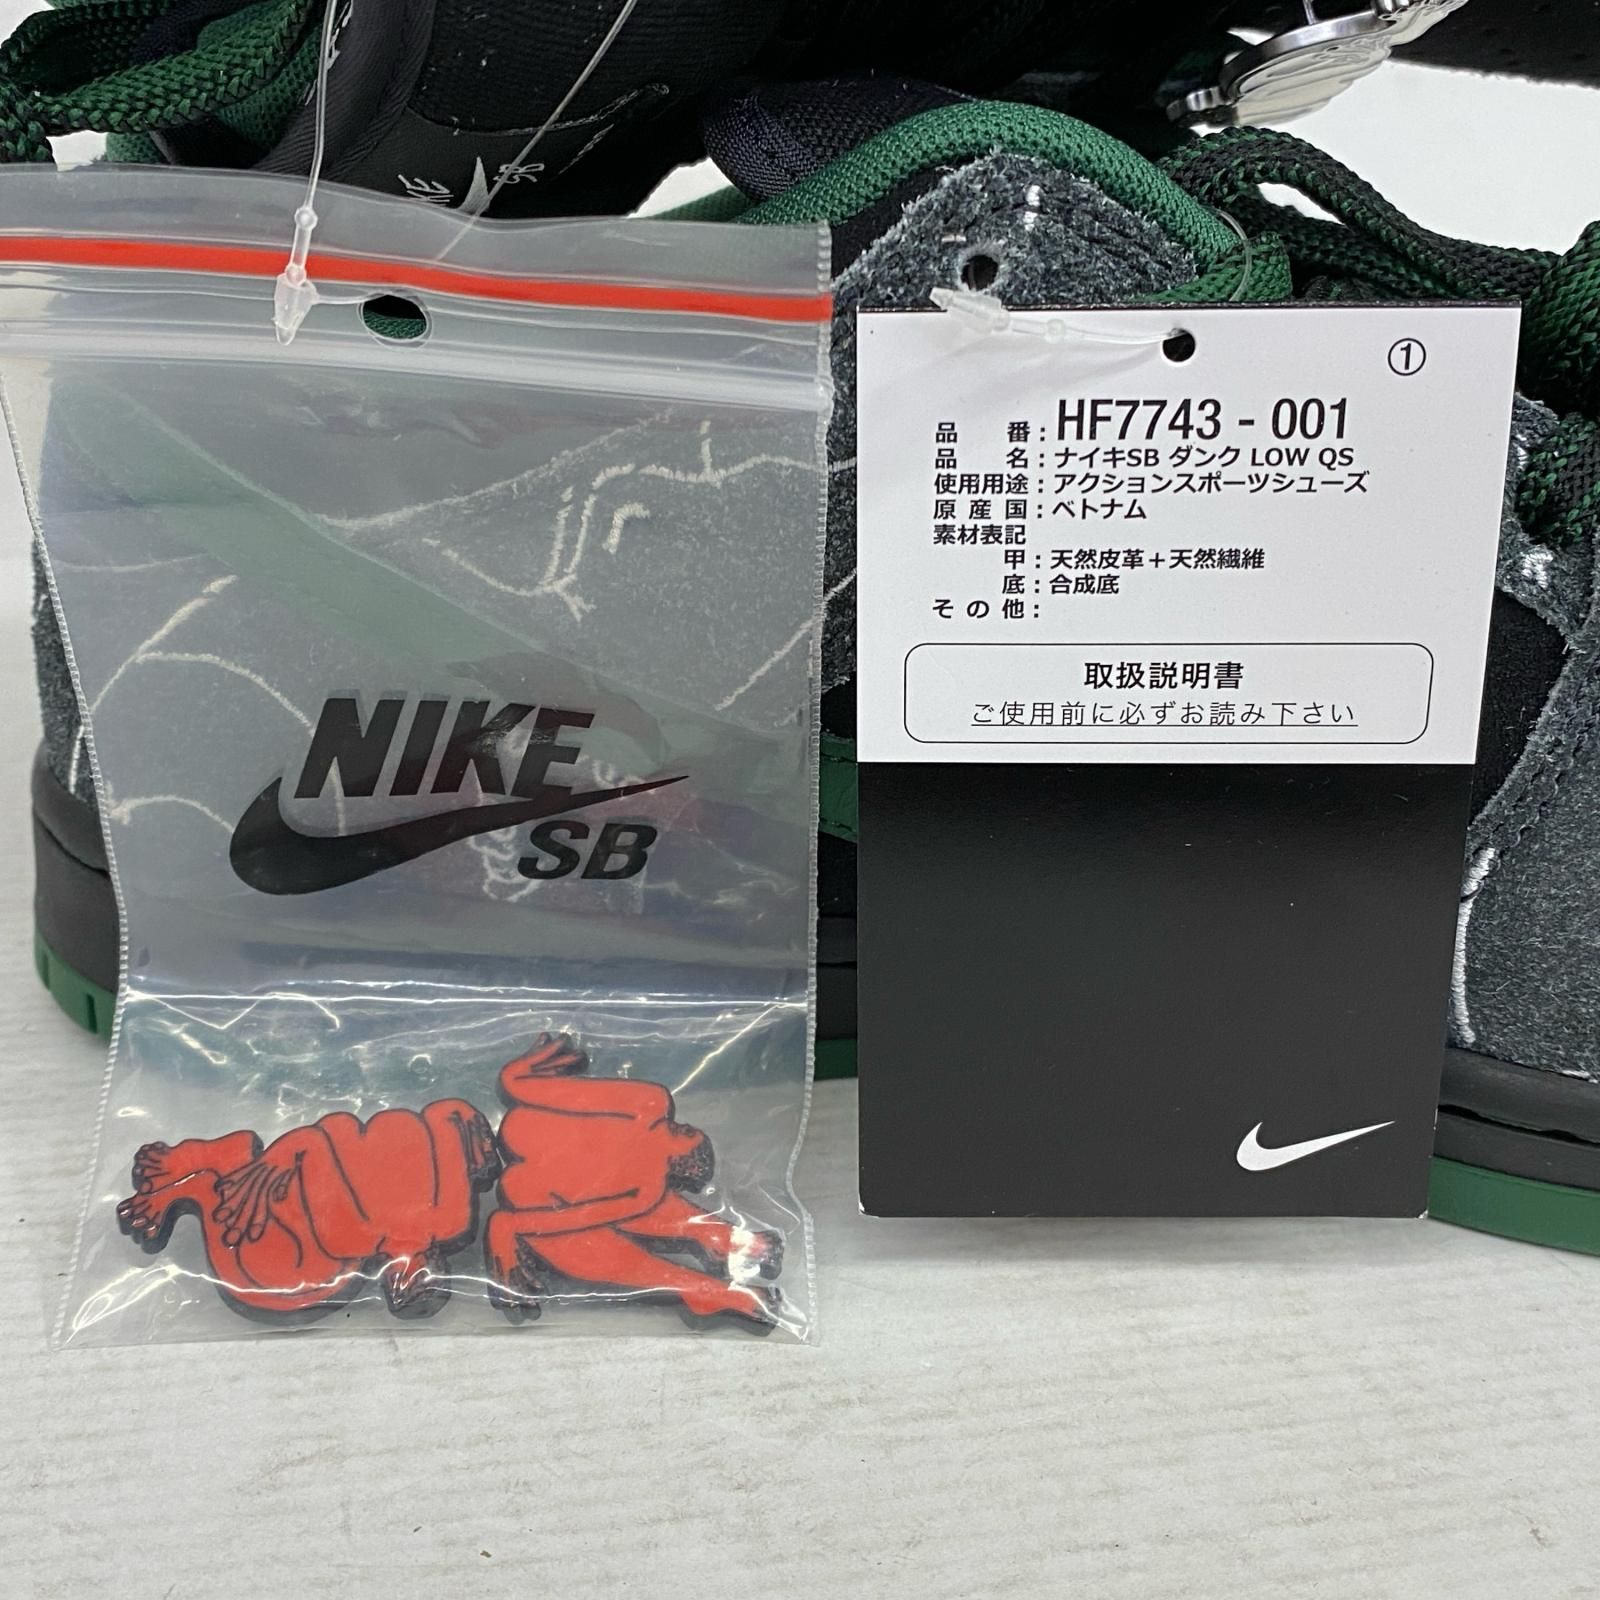 NIKE
SB
①
品 番：HF7743 - 001
品 名：ナイキSB ダンク LOW QS
使用用途：アクションスポーツシューズ
原産国：ベトナム
素材表記
甲：天然皮革＋天然繊維
底：合成底
その他：
取扱説明書
ご使用前に必ずお読み下さい